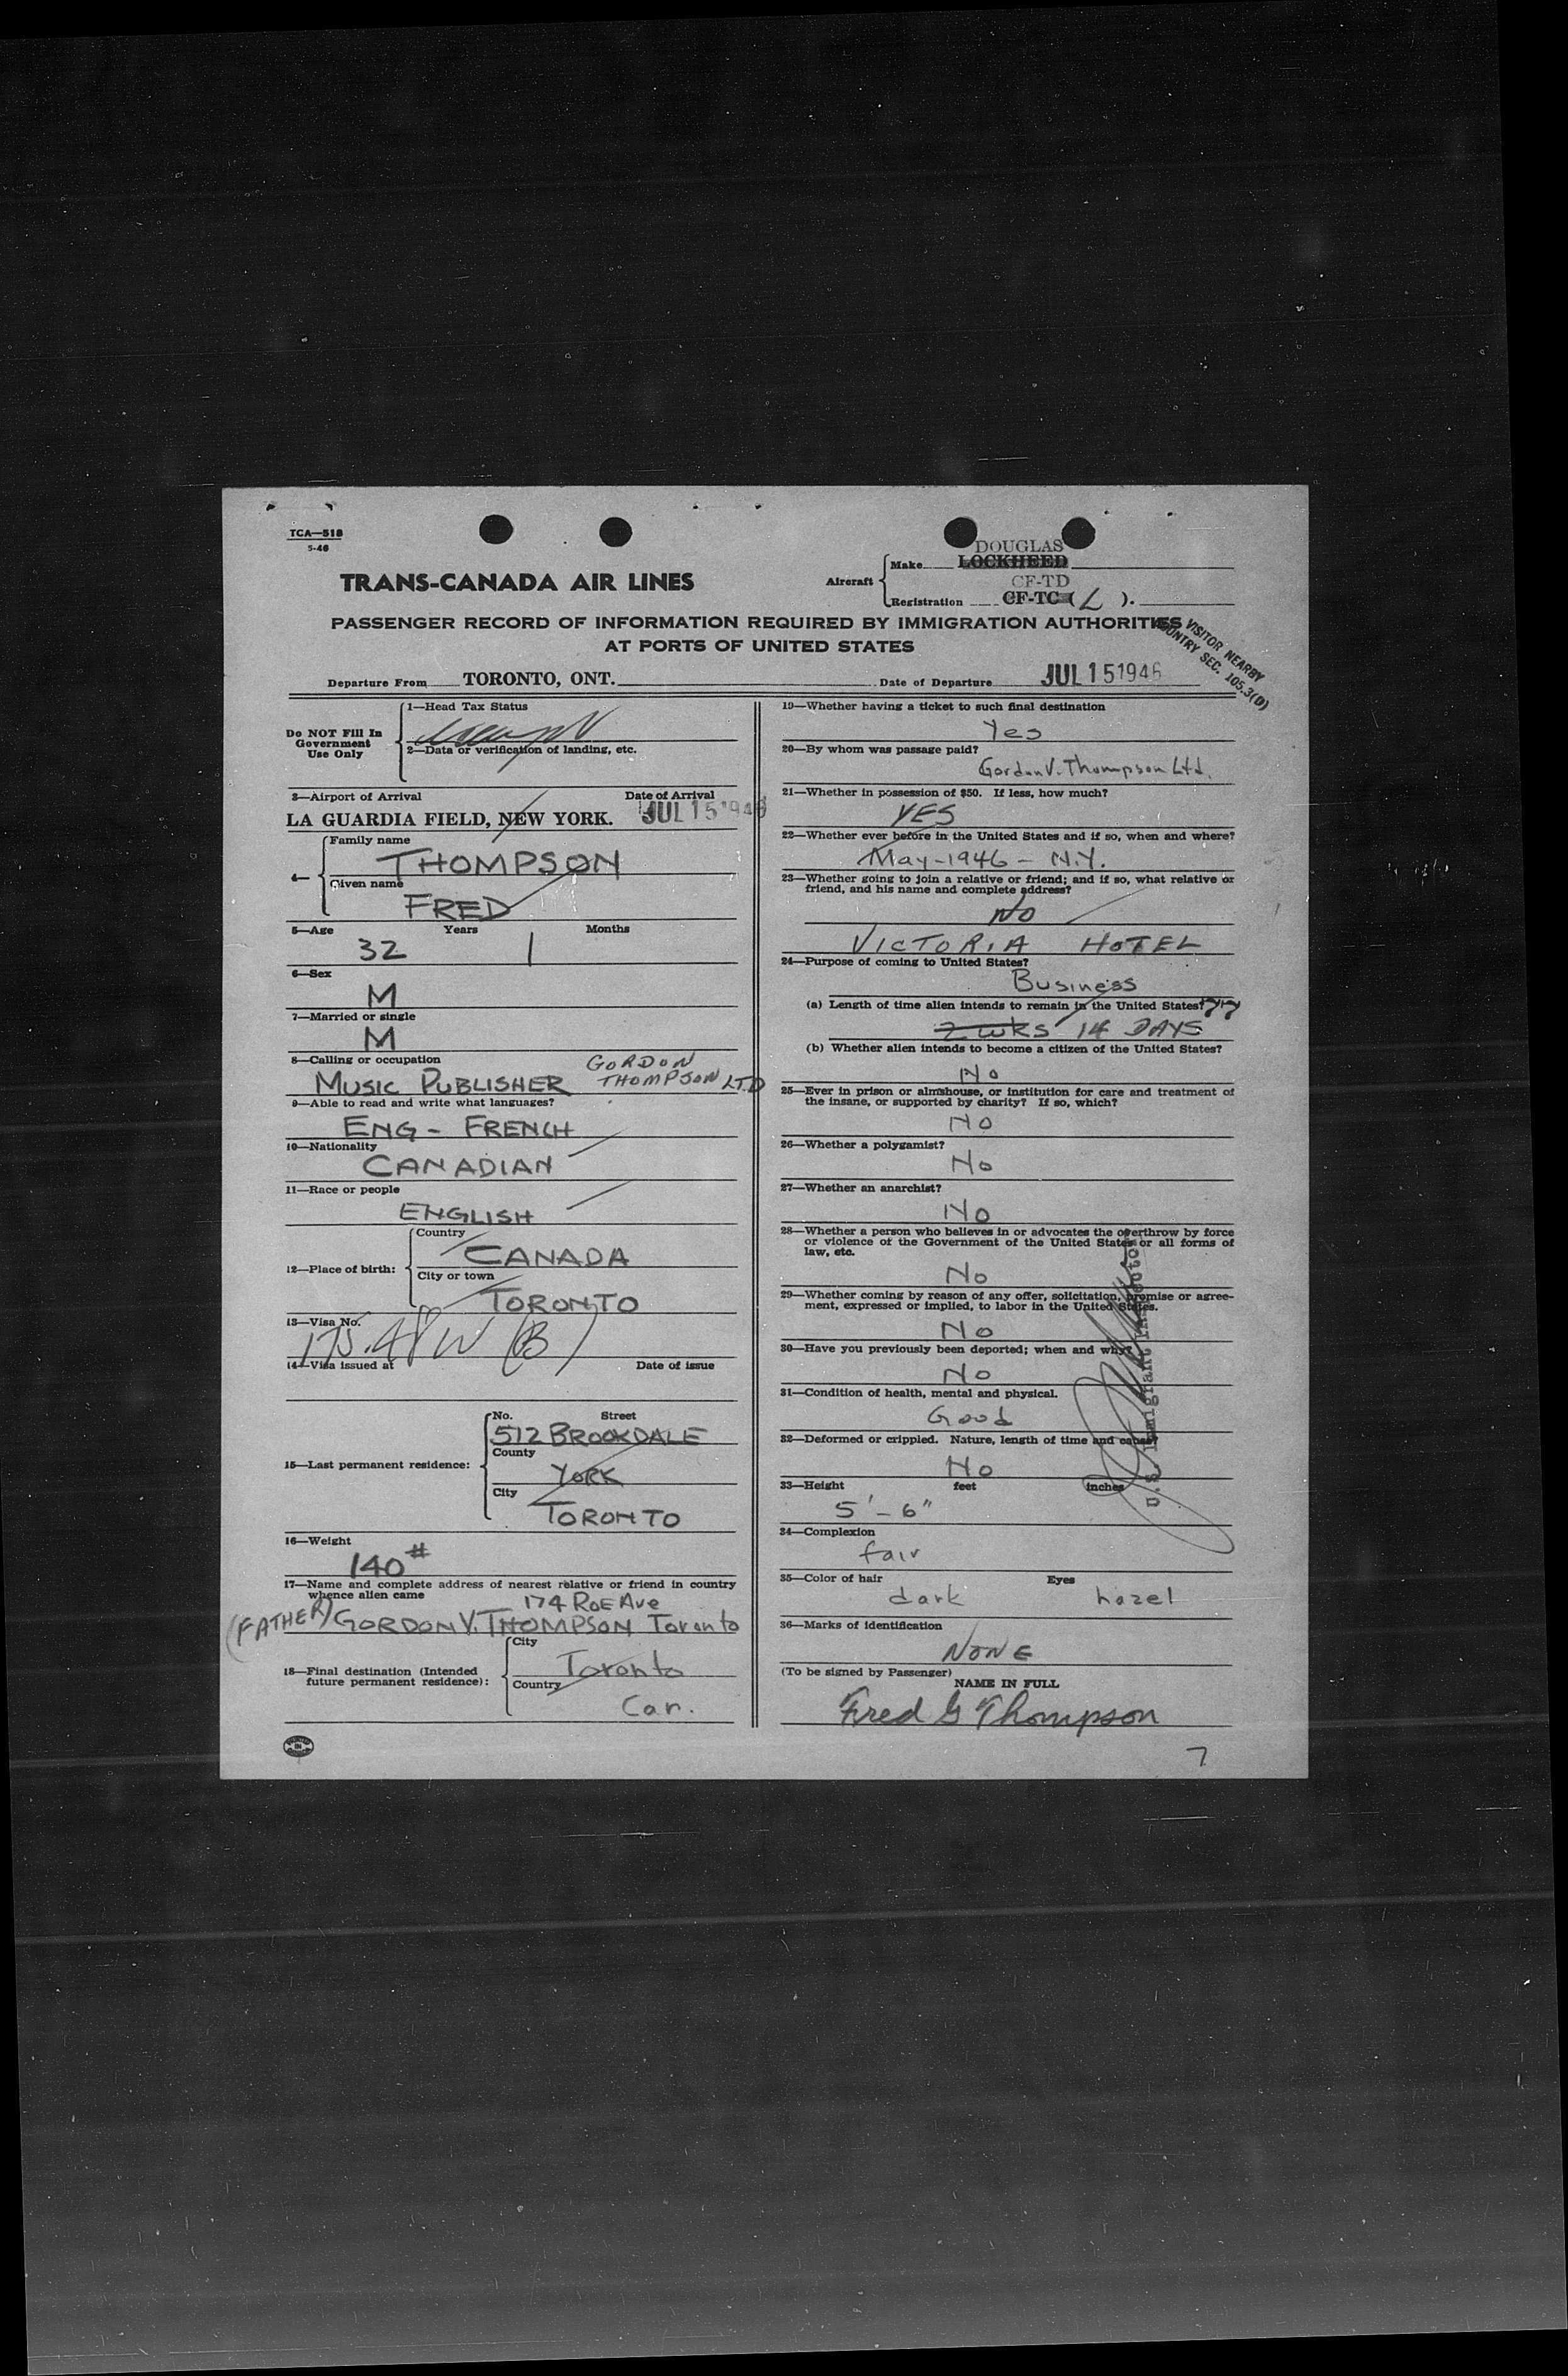 TCA—518
5-46
DOUGLAS
Make LOCKHEED
TRANS-CANADA AIR LINES
Aircraft
CF-TD
Registration CF-TC (L).
PASSENGER RECORD OF INFORMATION REQUIRED BY IMMIGRATION AUTHORITIES
AT PORTS OF UNITED STATES
VISITOR NEARBY
COUNTRY SEC. 105.3(D)
Departure From TORONTO, ONT. Date of Departure JUL 15 1946
Do NOT Fill In
Government
Use Only
1—Head Tax Status
2—Data or verification of landing, etc.
3—Airport of Arrival Date of Arrival
LA GUARDIA FIELD, NEW YORK. JUL 15 1946
4—
Family name
THOMPSON
Given name
FRED
5—Age Years Months
32 1
6—Sex
M
7—Married or single
M
8—Calling or occupation
MUSIC PUBLISHER GORDON
THOMPSON LTD
9—Able to read and write what languages?
ENG - FRENCH
10—Nationality
CANADIAN
11—Race or people
ENGLISH
12—Place of birth:
Country
CANADA
City or town
TORONTO
13—Visa No.
14—Visa issued at Date of issue
15—Last permanent residence:
No. Street
512 BROOKDALE
County
YORK
City
TORONTO
16—Weight
140#
17—Name and complete address of nearest relative or friend in country
whence alien came
174 ROE AVE
(FATHER) GORDON V. THOMPSON Toronto
18—Final destination (Intended
future permanent residence):
City
Toronto
Country
Can.
19—Whether having a ticket to such final destination
Yes
20—By whom was passage paid?
Gordon V. Thompson Ltd.
21—Whether in possession of $50. If less, how much?
YES
22—Whether ever before in the United States and if so, when and where?
May-1946 - N.Y.
23—Whether going to join a relative or friend; and if so, what relative or
friend, and his name and complete address?
NO
VICTORIA HOTEL
24—Purpose of coming to United States?
Business
(a) Length of time alien intends to remain in the United States?
2 wks 14 DAYS
(b) Whether alien intends to become a citizen of the United States?
No
25—Ever in prison or almshouse, or institution for care and treatment of
the insane, or supported by charity? If so, which?
No
26—Whether a polygamist?
No
27—Whether an anarchist?
No
28—Whether a person who believes in or advocates the overthrow by force
or violence of the Government of the United States or all forms of
law, etc.
No
29—Whether coming by reason of any offer, solicitation, promise or agree-
ment, expressed or implied, to labor in the United States.
No
30—Have you previously been deported; when and why?
No
31—Condition of health, mental and physical.
Good
32—Deformed or crippled. Nature, length of time and cause?
No
33—Height feet inches
5' - 6"
34—Complexion
fair
35—Color of hair Eyes
dark hazel
36—Marks of identification
NONE
(To be signed by Passenger)
NAME IN FULL
Fred G Thompson
U.S. Immigrant Inspector
7